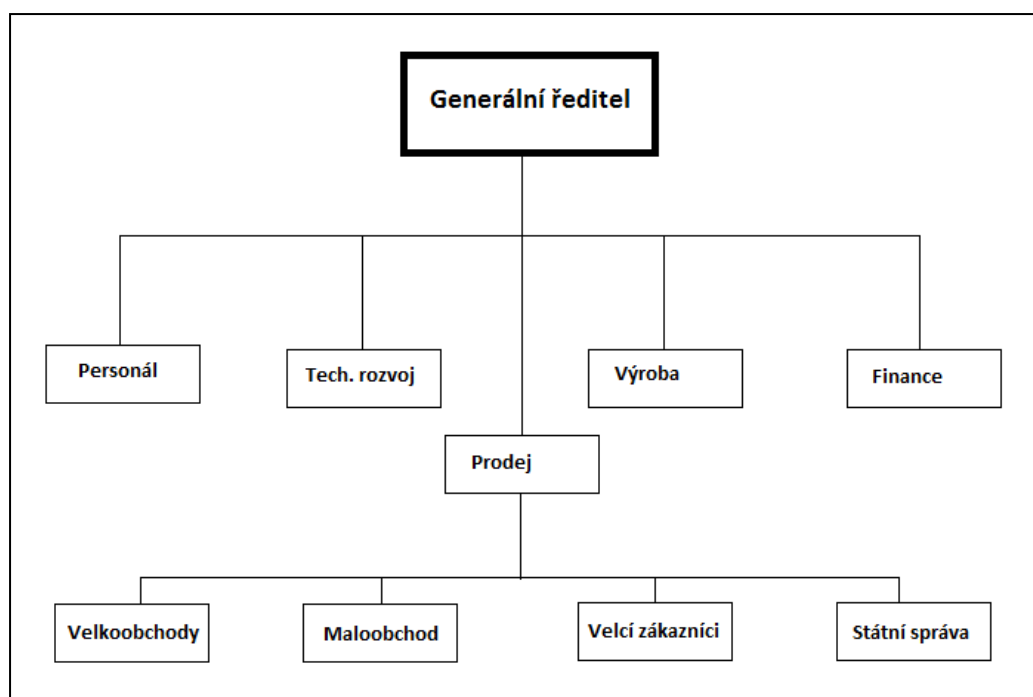 Generální ředitel
Personál
Tech. rozvoj
Výroba
Finance
Prodej
Velkoobchody
Maloobchod
Velcí zákazníci
Státní správa